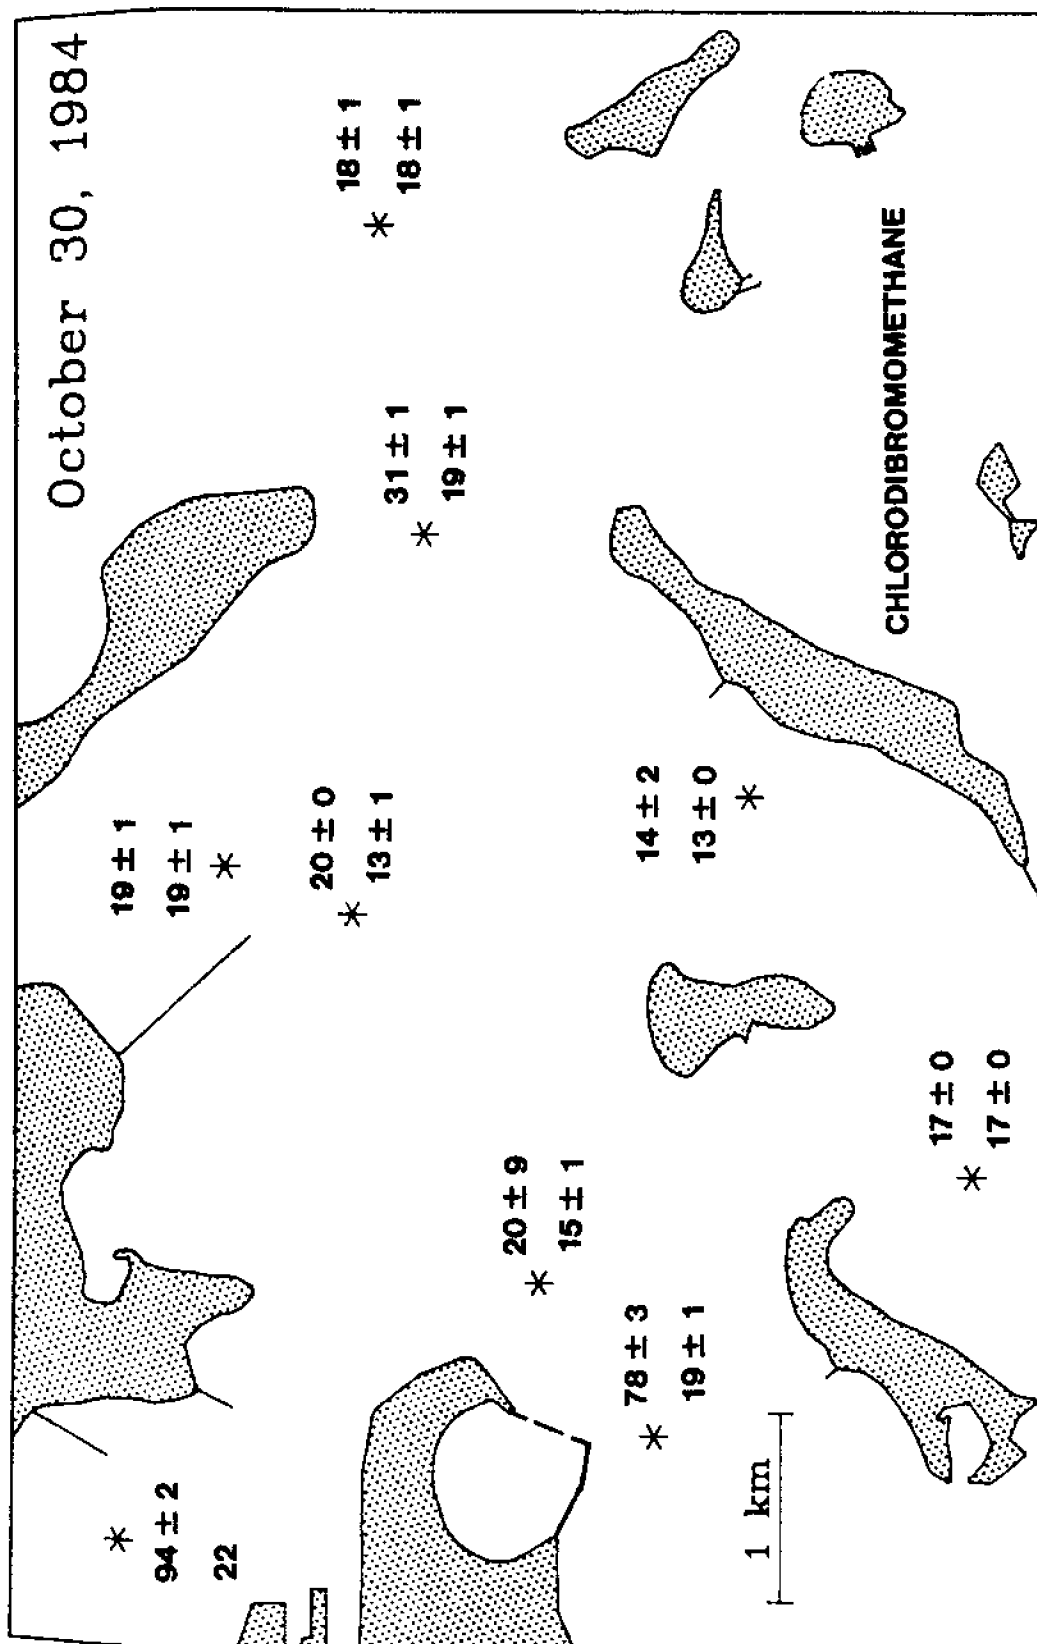 October 30, 1984
18 ± 1
18 ± 1
31 ± 1
19 ± 1
19 ± 1
19 ± 1
20 ± 0
13 ± 1
14 ± 2
13 ± 0
20 ± 9
15 ± 1
17 ± 0
17 ± 0
78 ± 3
19 ± 1
94 ± 2
22
1 km
CHLORODIBROMOMETHANE